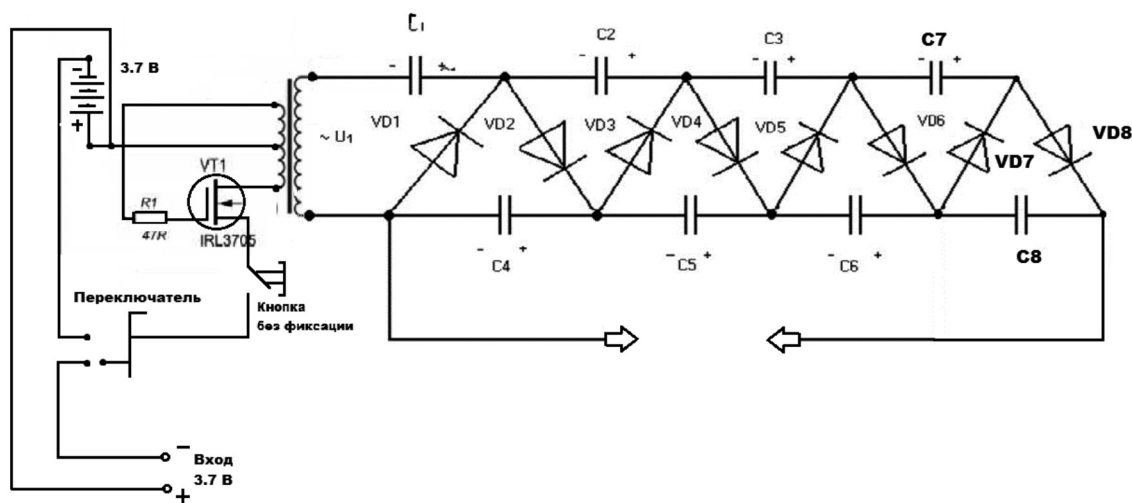 C1
C2
C3
C7
-
3.7 В
+
- +
- +
- +
- +
VD1
~ U1
VD2
VD3
VD4
VD5
VD6
VD7
VD8
VT1
R1
47R
IRL3705
- +
C4
- +
C5
- +
C6
C8
Переключатель
Кнопка
без фиксации
-
Вход
3.7 В
+